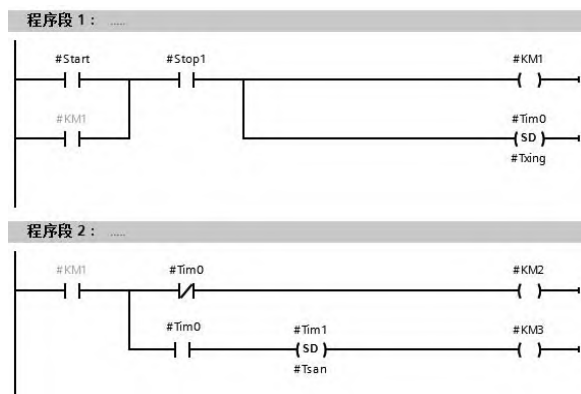 程序段 1： .....
#Start #Stop1 #KM1
#KM1 #Tim0
SD
#Txing
程序段 2： .....
#KM1 #Tim0 #KM2
#Tim0 #Tim1 #KM3
SD
#Tsan